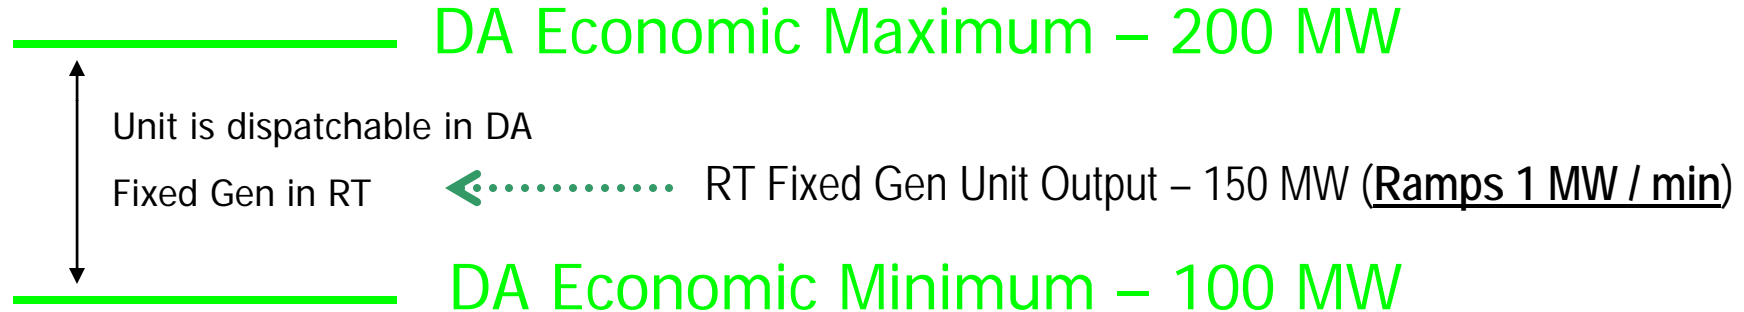 DA Economic Maximum – 200 MW
Unit is dispatchable in DA
Fixed Gen in RT
RT Fixed Gen Unit Output – 150 MW (Ramps 1 MW / min)
DA Economic Minimum – 100 MW